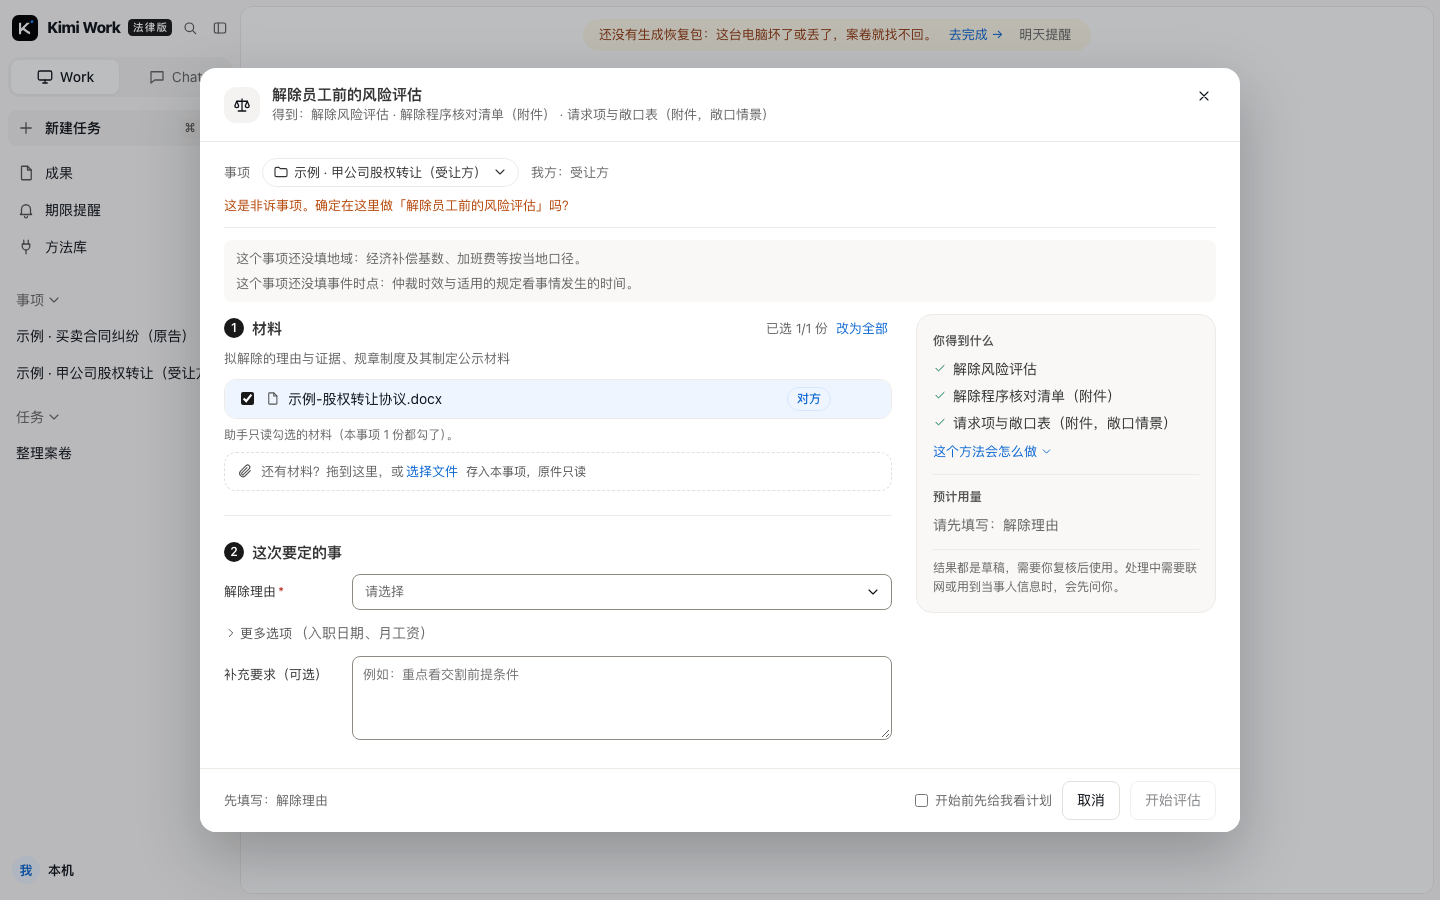 Kimi Work 法律版
还没有生成恢复包：这台电脑坏了或丢了，案卷就找不回。 去完成 → 明天提醒
Work
Chat
新建任务 ⌘
成果
期限提醒
方法库
事项
示例 · 买卖合同纠纷（原告）
示例 · 甲公司股权转让（受让方
任务
整理案卷
我 本机
解除员工前的风险评估
得到：解除风险评估 · 解除程序核对清单（附件） · 请求项与敞口表（附件，敞口情景）
事项 示例 · 甲公司股权转让（受让方） 我方：受让方
这是非诉事项。确定在这里做「解除员工前的风险评估」吗？
这个事项还没填地域：经济补偿基数、加班费等按当地口径。
这个事项还没填事件时点：仲裁时效与适用的规定看事情发生的时间。
1 材料 已选 1/1 份 改为全部
拟解除的理由与证据、规章制度及其制定公示材料
示例-股权转让协议.docx 对方
助手只读勾选的材料（本事项 1 份都勾了）。
还有材料？拖到这里，或 选择文件 存入本事项，原件只读
2 这次要定的事
解除理由 * 请选择
更多选项 （入职日期、月工资）
补充要求（可选） 例如：重点看交割前提条件
你得到什么
解除风险评估
解除程序核对清单（附件）
请求项与敞口表（附件，敞口情景）
这个方法会怎么做
预计用量
请先填写：解除理由
结果都是草稿，需要你复核后使用。处理中需要联
网或用到当事人信息时，会先问你。
先填写：解除理由 开始前先给我看计划 取消 开始评估